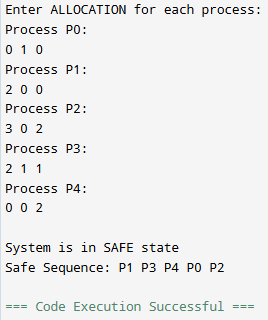 Enter ALLOCATION for each process:
Process P0:
0 1 0
Process P1:
2 0 0
Process P2:
3 0 2
Process P3:
2 1 1
Process P4:
0 0 2
System is in SAFE state
Safe Sequence: P1 P3 P4 P0 P2
=== Code Execution Successful ===